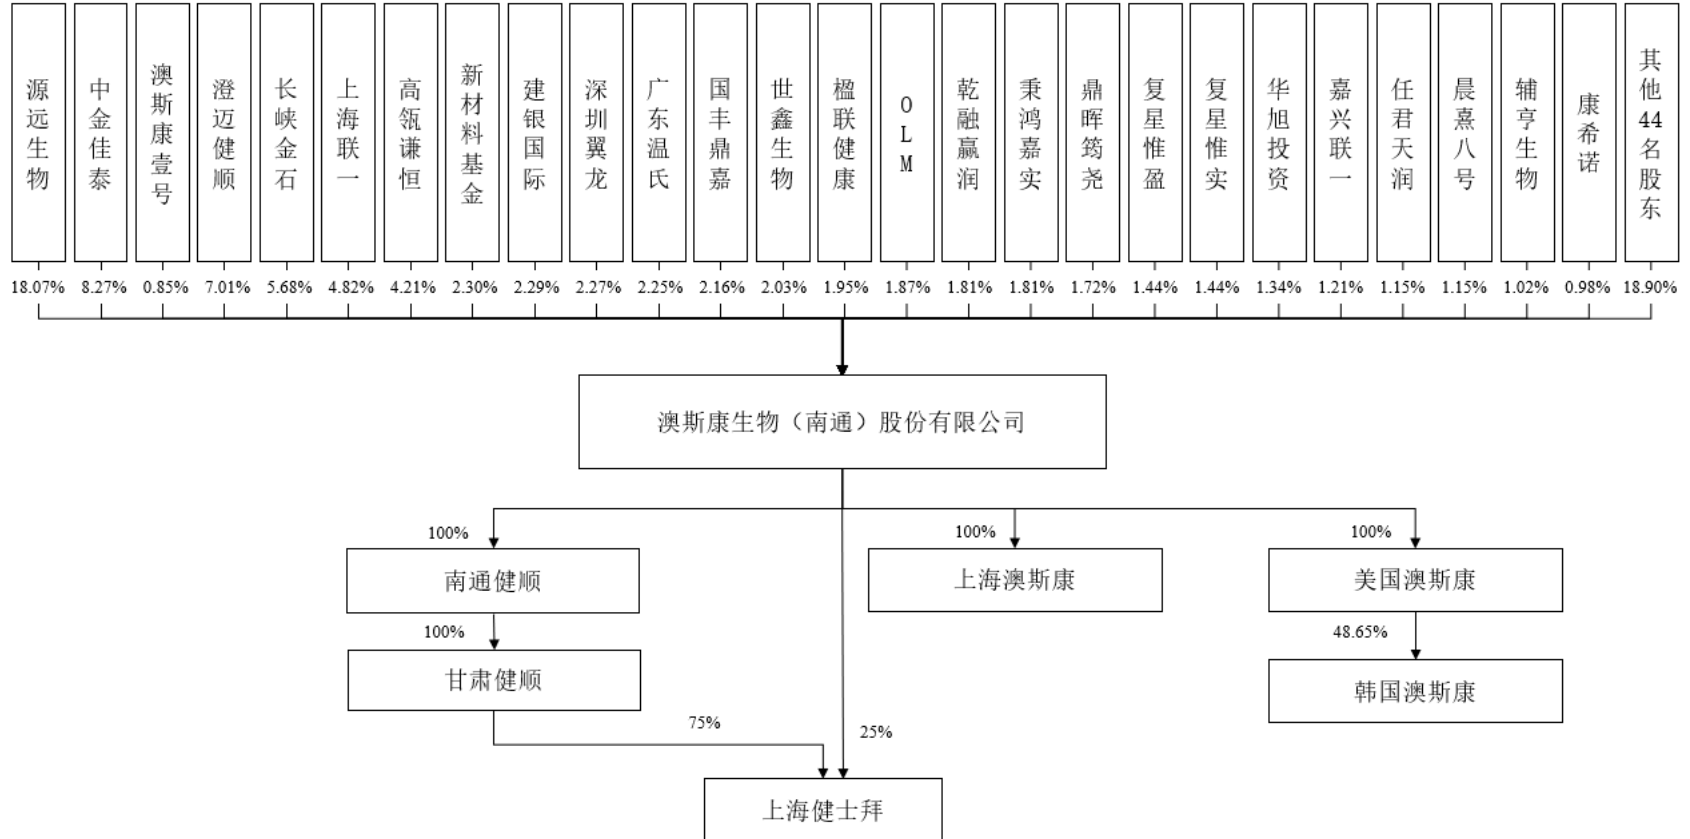 源远生物
中金佳泰
澳斯康壹号
澄迈健顺
长峡金石
上海联一
高瓴谦恒
新材料基金
建银国际
深圳翼龙
广东温氏
国丰鼎嘉
世鑫生物
楹联健康
OLM
乾融赢润
秉鸿嘉实
鼎晖筠尧
复星惟盈
复星惟实
华旭投资
嘉兴联一
任君天润
晨熹八号
辅亨生物
康希诺
其他44名股东
18.07%
8.27%
0.85%
7.01%
5.68%
4.82%
4.21%
2.30%
2.29%
2.27%
2.25%
2.16%
2.03%
1.95%
1.87%
1.81%
1.81%
1.72%
1.44%
1.44%
1.34%
1.21%
1.15%
1.15%
1.02%
0.98%
18.90%
澳斯康生物（南通）股份有限公司
100%
100%
100%
南通健顺
上海澳斯康
美国澳斯康
100%
48.65%
甘肃健顺
韩国澳斯康
75%
25%
上海健士拜